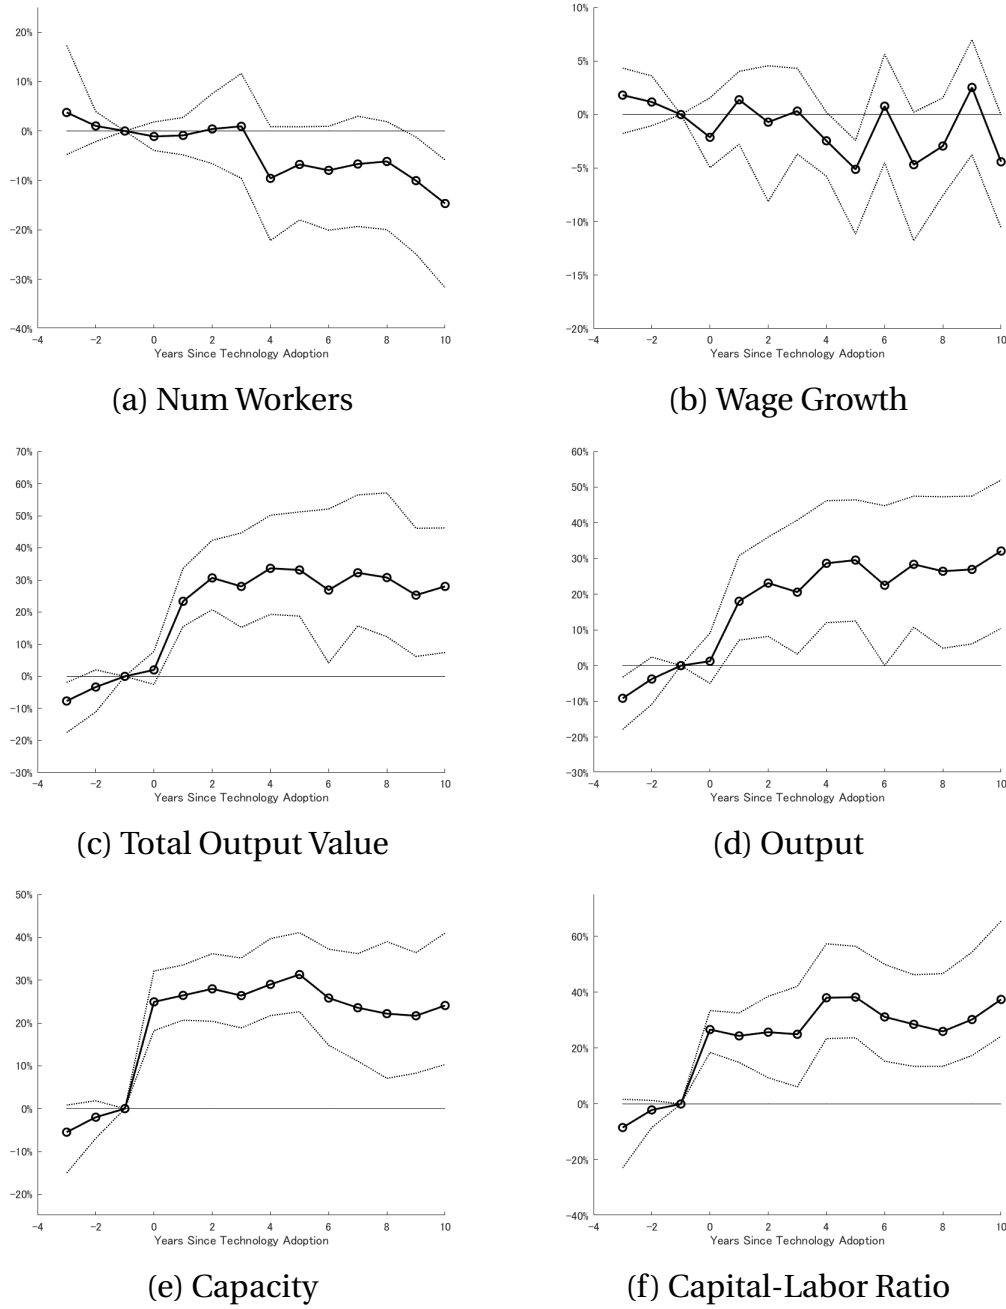 20%
10%
0%
-10%
-20%
-30%
-40%
-4 -2 0 2 4 6 8 10
Years Since Technology Adoption
(a) Num Workers
10%
5%
0%
-5%
-10%
-15%
-20%
-4 -2 0 2 4 6 8 10
Years Since Technology Adoption
(b) Wage Growth
70%
60%
50%
40%
30%
20%
10%
0%
-10%
-20%
-30%
-4 -2 0 2 4 6 8 10
Years Since Technology Adoption
(c) Total Output Value
60%
50%
40%
30%
20%
10%
0%
-10%
-20%
-30%
-4 -2 0 2 4 6 8 10
Years Since Technology Adoption
(d) Output
50%
40%
30%
20%
10%
0%
-10%
-20%
-4 -2 0 2 4 6 8 10
Years Since Technology Adoption
(e) Capacity
60%
40%
20%
0%
20%
-40%
-4 -2 0 2 4 6 8 10
Years Since Technology Adoption
(f) Capital-Labor Ratio